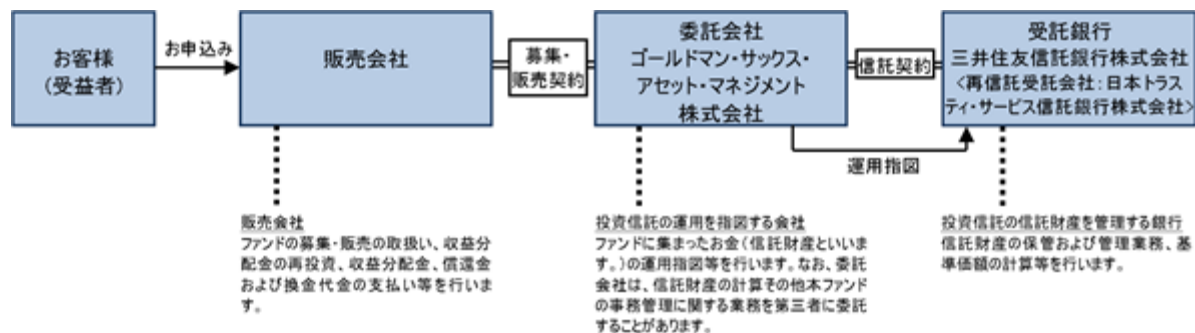 お客様
(受益者)
お申込み
販売会社
募集・
販売契約
委託会社
ゴールドマン・サックス・
アセット・マネジメント
株式会社
信託契約
受託銀行
三井住友信託銀行株式会社
<再信託受託会社:日本トラス
ティ・サービス信託銀行株式会社>
運用指図
販売会社
ファンドの募集・販売の取扱い、収益分
配金の再投資、収益分配金、償還金
および換金代金の支払い等を行いま
す。
投資信託の運用を指図する会社
ファンドに集まったお金(信託財産といいま
す。)の運用指図等を行います。なお、委託
会社は、信託財産の計算その他本ファンド
の事務管理に関する業務を第三者に委託
することがあります。
投資信託の信託財産を管理する銀行
信託財産の保管および管理業務、基
準価額の計算等を行います。